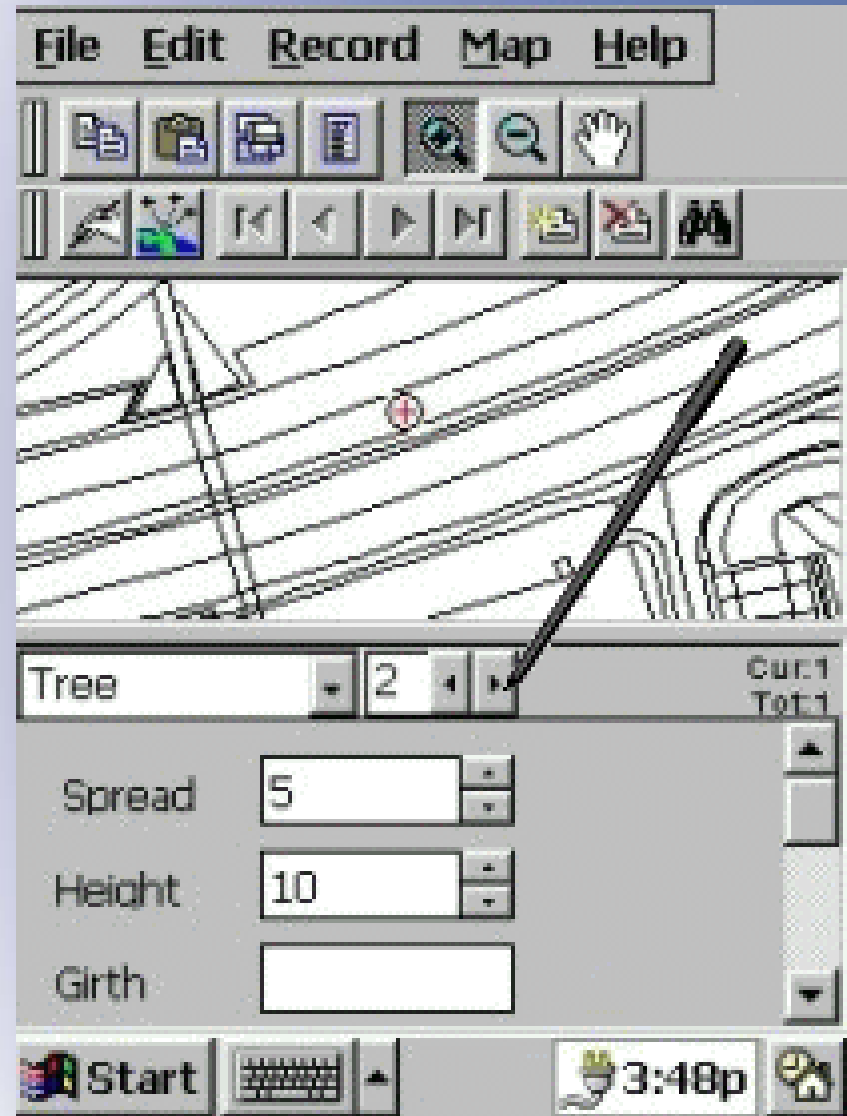 File Edit Record Map Help
Tree 2 Cur:1
Tot:1
Spread 5
Height 10
Girth
Start 3:48p